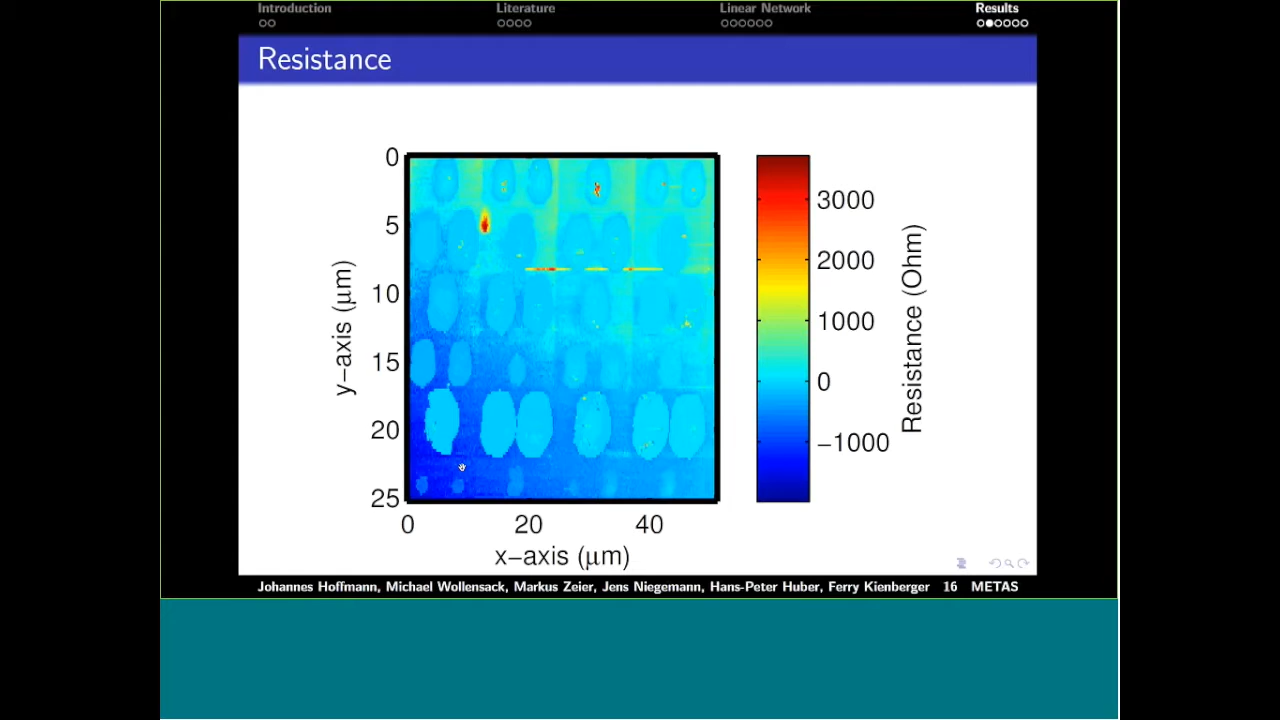 Introduction Literature Linear Network Results
Resistance
0
5
10
15
20
25
y−axis (μm)
0 20 40
x−axis (μm)
3000
2000
1000
0
−1000
Resistance (Ohm)
Johannes Hoffmann, Michael Wollensack, Markus Zeier, Jens Niegemann, Hans-Peter Huber, Ferry Kienberger 16 METAS